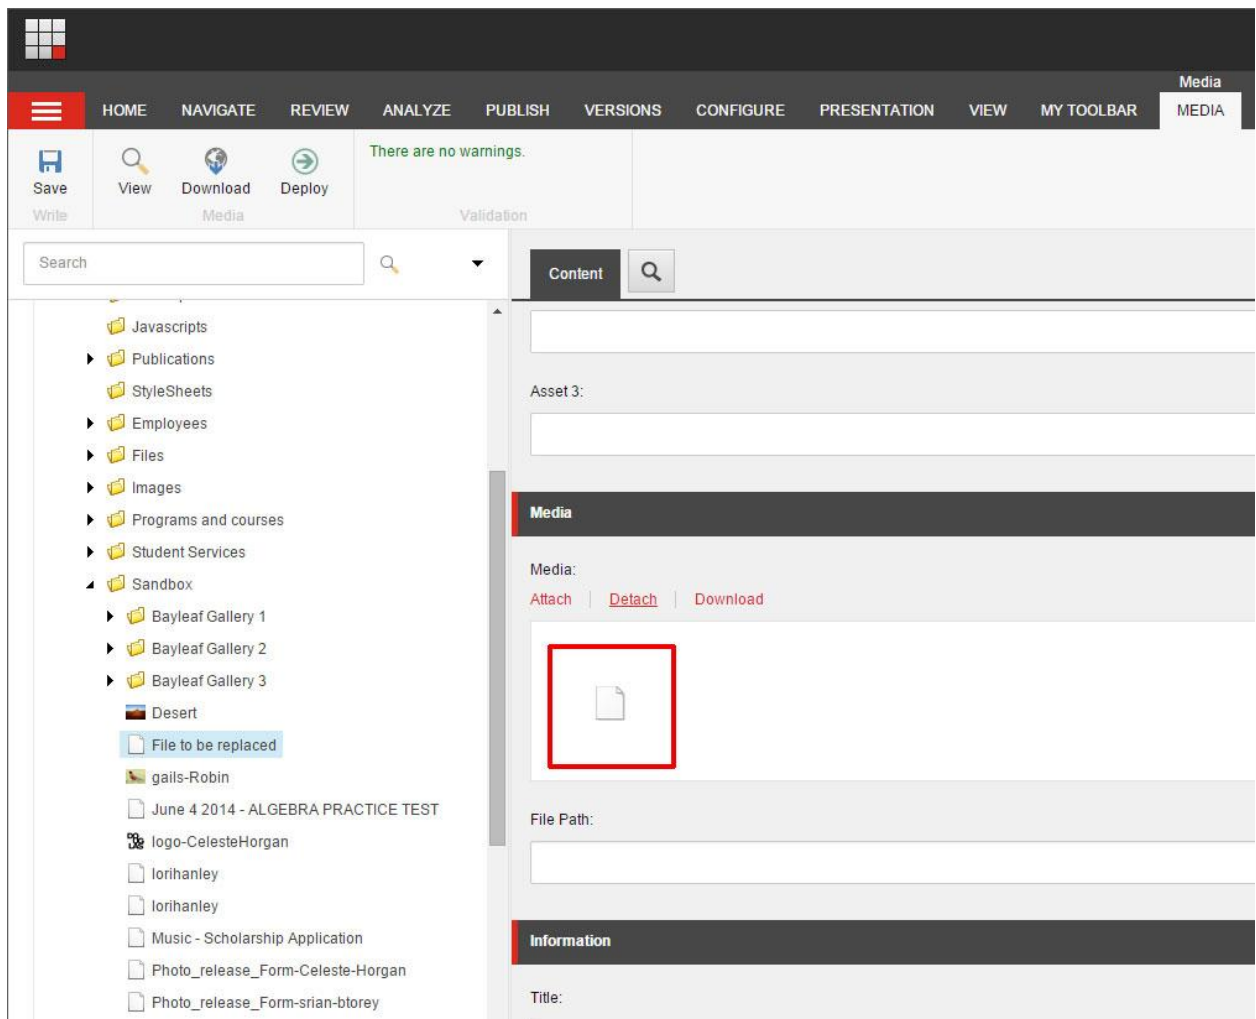 Media
HOME NAVIGATE REVIEW ANALYZE PUBLISH VERSIONS CONFIGURE PRESENTATION VIEW MY TOOLBAR MEDIA
There are no warnings.
Save View Download Deploy
Write Media Validation
Search
Content
Javascripts
Publications
StyleSheets
Employees
Files
Images
Programs and courses
Student Services
Sandbox
Bayleaf Gallery 1
Bayleaf Gallery 2
Bayleaf Gallery 3
Desert
File to be replaced
gails-Robin
June 4 2014 - ALGEBRA PRACTICE TEST
logo-CelesteHorgan
lorihanley
lorihanley
Music - Scholarship Application
Photo_release_Form-Celeste-Horgan
Photo_release_Form-srian-btorey
Asset 3:
Media
Media:
Attach | Detach | Download
File Path:
Information
Title: